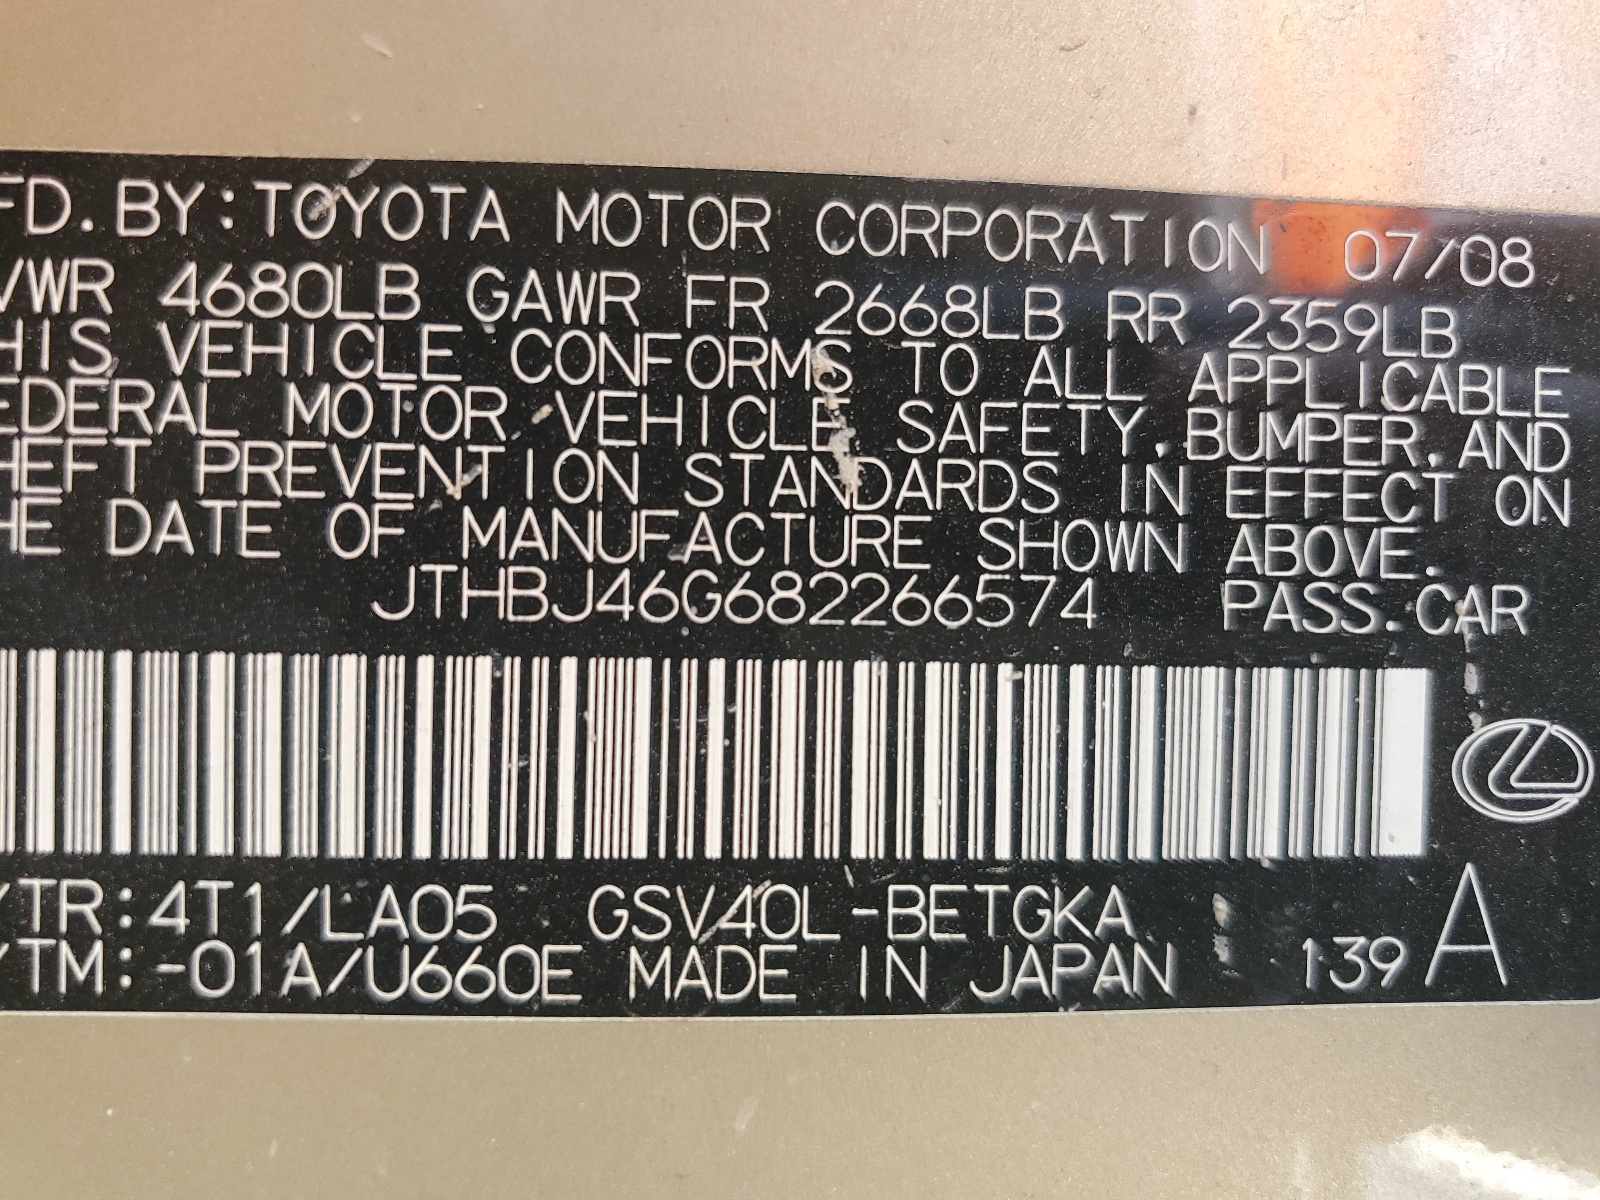 FD. BY: TOYOTA MOTOR CORPORATION 07/08
VWR 4680LB GAWR FR 2668LB RR 2359LB
HIS VEHICLE CONFORMS TO ALL APPLICABLE
EDERAL MOTOR VEHICLE SAFETY, BUMPER, AND
HEFT PREVENTION STANDARDS IN EFFECT ON
HE DATE OF MANUFACTURE SHOWN ABOVE.
JTHBJ46G682266574 PASS. CAR
/TR: 4T1/LA05 GSV40L-BETGKA
/TM: -01A/U660E MADE IN JAPAN 139 A